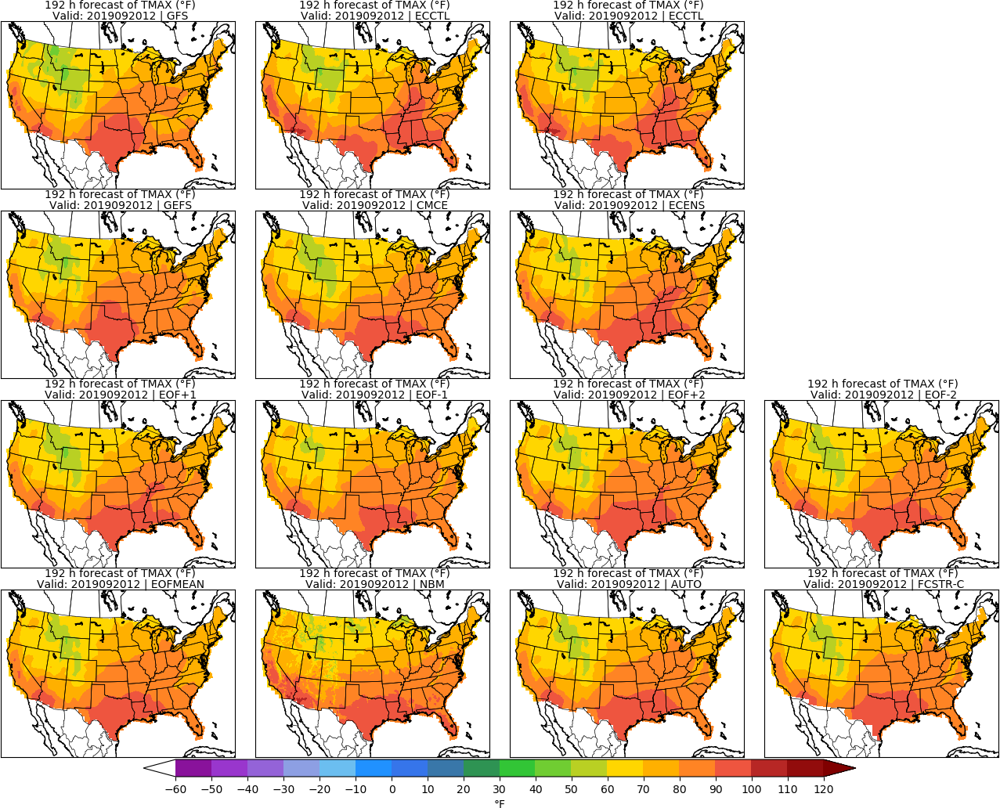 192 h forecast of TMAX (°F)
Valid: 2019092012 | GFS
192 h forecast of TMAX (°F)
Valid: 2019092012 | ECCTL
192 h forecast of TMAX (°F)
Valid: 2019092012 | ECCTL
192 h forecast of TMAX (°F)
Valid: 2019092012 | GEFS
192 h forecast of TMAX (°F)
Valid: 2019092012 | CMCE
192 h forecast of TMAX (°F)
Valid: 2019092012 | ECENS
192 h forecast of TMAX (°F)
Valid: 2019092012 | EOF+1
192 h forecast of TMAX (°F)
Valid: 2019092012 | EOF-1
192 h forecast of TMAX (°F)
Valid: 2019092012 | EOF+2
192 h forecast of TMAX (°F)
Valid: 2019092012 | EOF-2
192 h forecast of TMAX (°F)
Valid: 2019092012 | EOFMEAN
192 h forecast of TMAX (°F)
Valid: 2019092012 | NBM
192 h forecast of TMAX (°F)
Valid: 2019092012 | AUTO
192 h forecast of TMAX (°F)
Valid: 2019092012 | FCSTR-C
−60 −50 −40 −30 −20 −10 0 10 20 30 40 50 60 70 80 90 100 110 120
°F